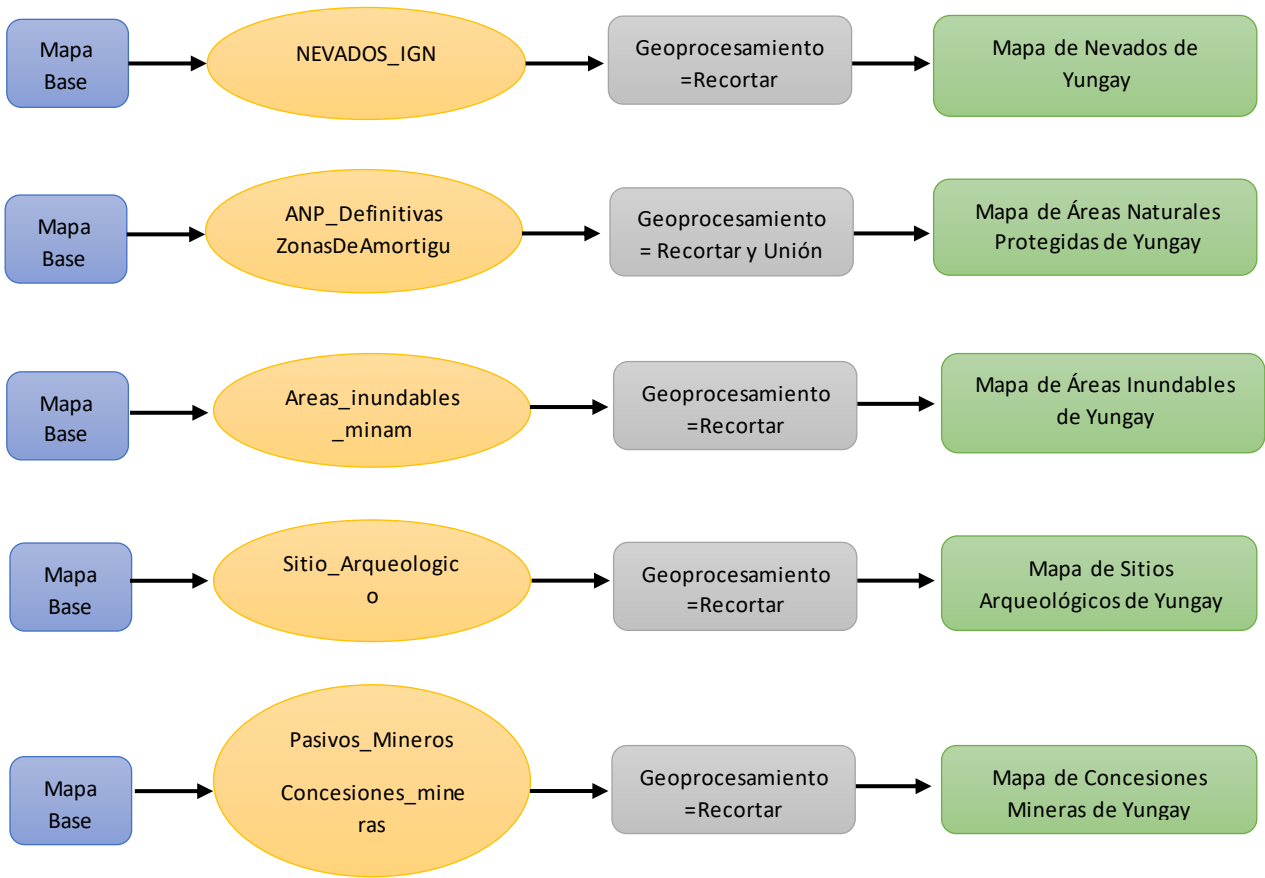 Mapa
Base
NEVADOS_IGN
Geoprocesamiento
=Recortar
Mapa de Nevados de
Yungay
Mapa
Base
ANP_Definitivas
ZonasDeAmortigu
Geoprocesamiento
= Recortar y Unión
Mapa de Áreas Naturales
Protegidas de Yungay
Mapa
Base
Areas_inundables
_minam
Geoprocesamiento
=Recortar
Mapa de Áreas Inundables
de Yungay
Mapa
Base
Sitio_Arqueologic
o
Geoprocesamiento
=Recortar
Mapa de Sitios
Arqueológicos de Yungay
Mapa
Base
Pasivos_Mineros
Concesiones_mine
ras
Geoprocesamiento
=Recortar
Mapa de Concesiones
Mineras de Yungay